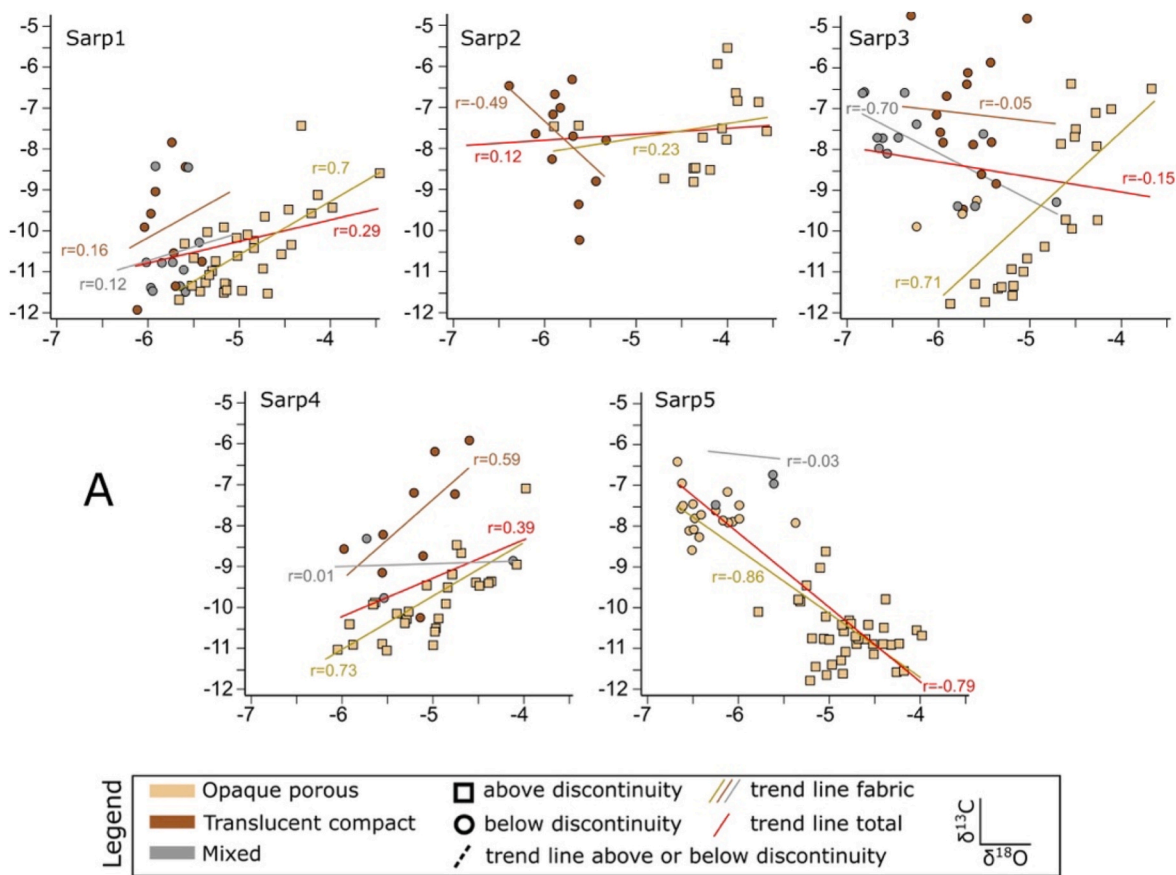 Sarp1
-5
-6
-7
-8
-9
-10
-11
-12
r=0.7
r=0.16
r=0.29
r=0.12
-7 -6 -5 -4
Sarp2
-5
-6
-7
-8
-9
-10
-11
-12
r=-0.49
r=0.12
r=0.23
-7 -6 -5 -4
Sarp3
-5
-6
-7
-8
-9
-10
-11
-12
r=-0.70
r=-0.05
r=-0.15
r=0.71
-7 -6 -5 -4
A
Sarp4
-5
-6
-7
-8
-9
-10
-11
-12
r=0.59
r=0.39
r=0.01
r=0.73
-7 -6 -5 -4
Sarp5
-5
-6
-7
-8
-9
-10
-11
-12
r=-0.03
r=-0.86
r=-0.79
-7 -6 -5 -4
Legend
Opaque porous
Translucent compact
Mixed
above discontinuity
below discontinuity
trend line above or below discontinuity
trend line fabric
trend line total
δ13C
δ18O